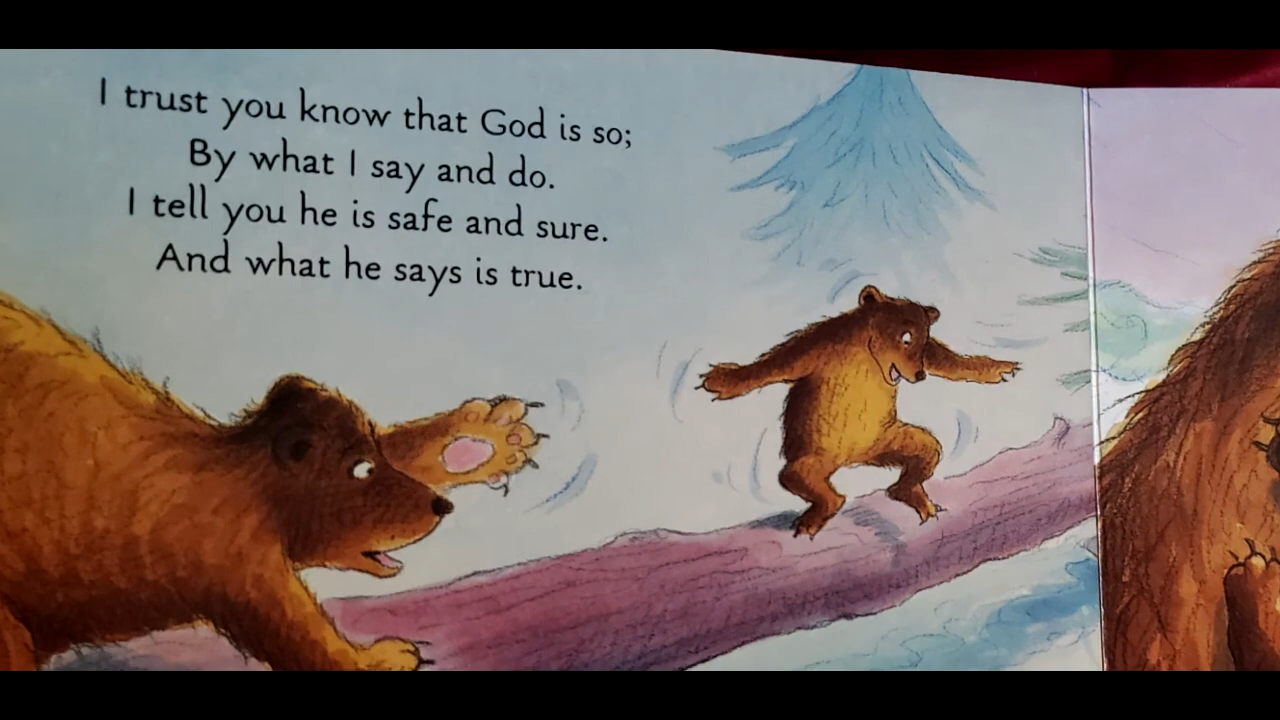 I trust you know that God is so;
By what I say and do.
I tell you he is safe and sure.
And what he says is true.